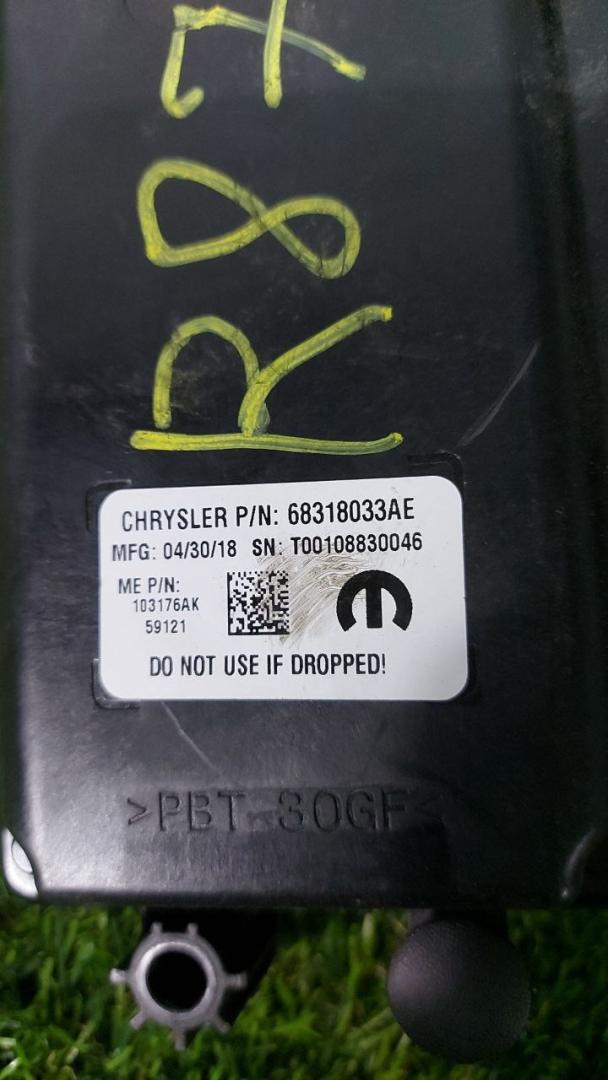 R87
CHRYSLER P/N: 68318033AE
MFG: 04/30/18 SN: T00108830046
ME P/N:
103176AK
59121
DO NOT USE IF DROPPED!
>PBT-30GF<